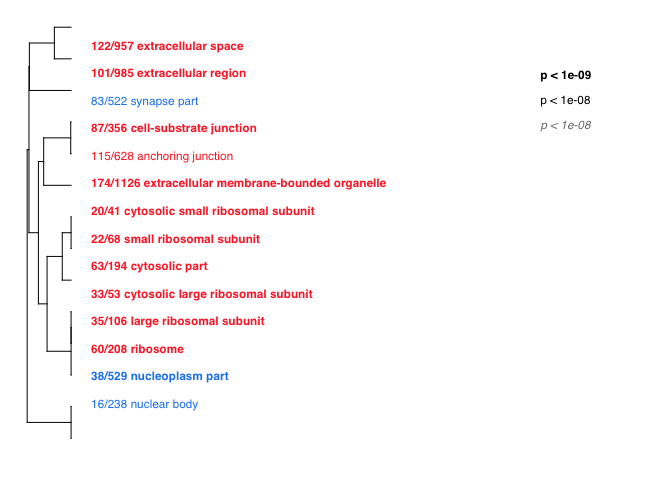 122/957 extracellular space
101/985 extracellular region
p < 1e-09
83/522 synapse part
p < 1e-08
87/356 cell-substrate junction
p < 1e-08
115/628 anchoring junction
174/1126 extracellular membrane-bounded organelle
20/41 cytosolic small ribosomal subunit
22/68 small ribosomal subunit
63/194 cytosolic part
33/53 cytosolic large ribosomal subunit
35/106 large ribosomal subunit
60/208 ribosome
38/529 nucleoplasm part
16/238 nuclear body